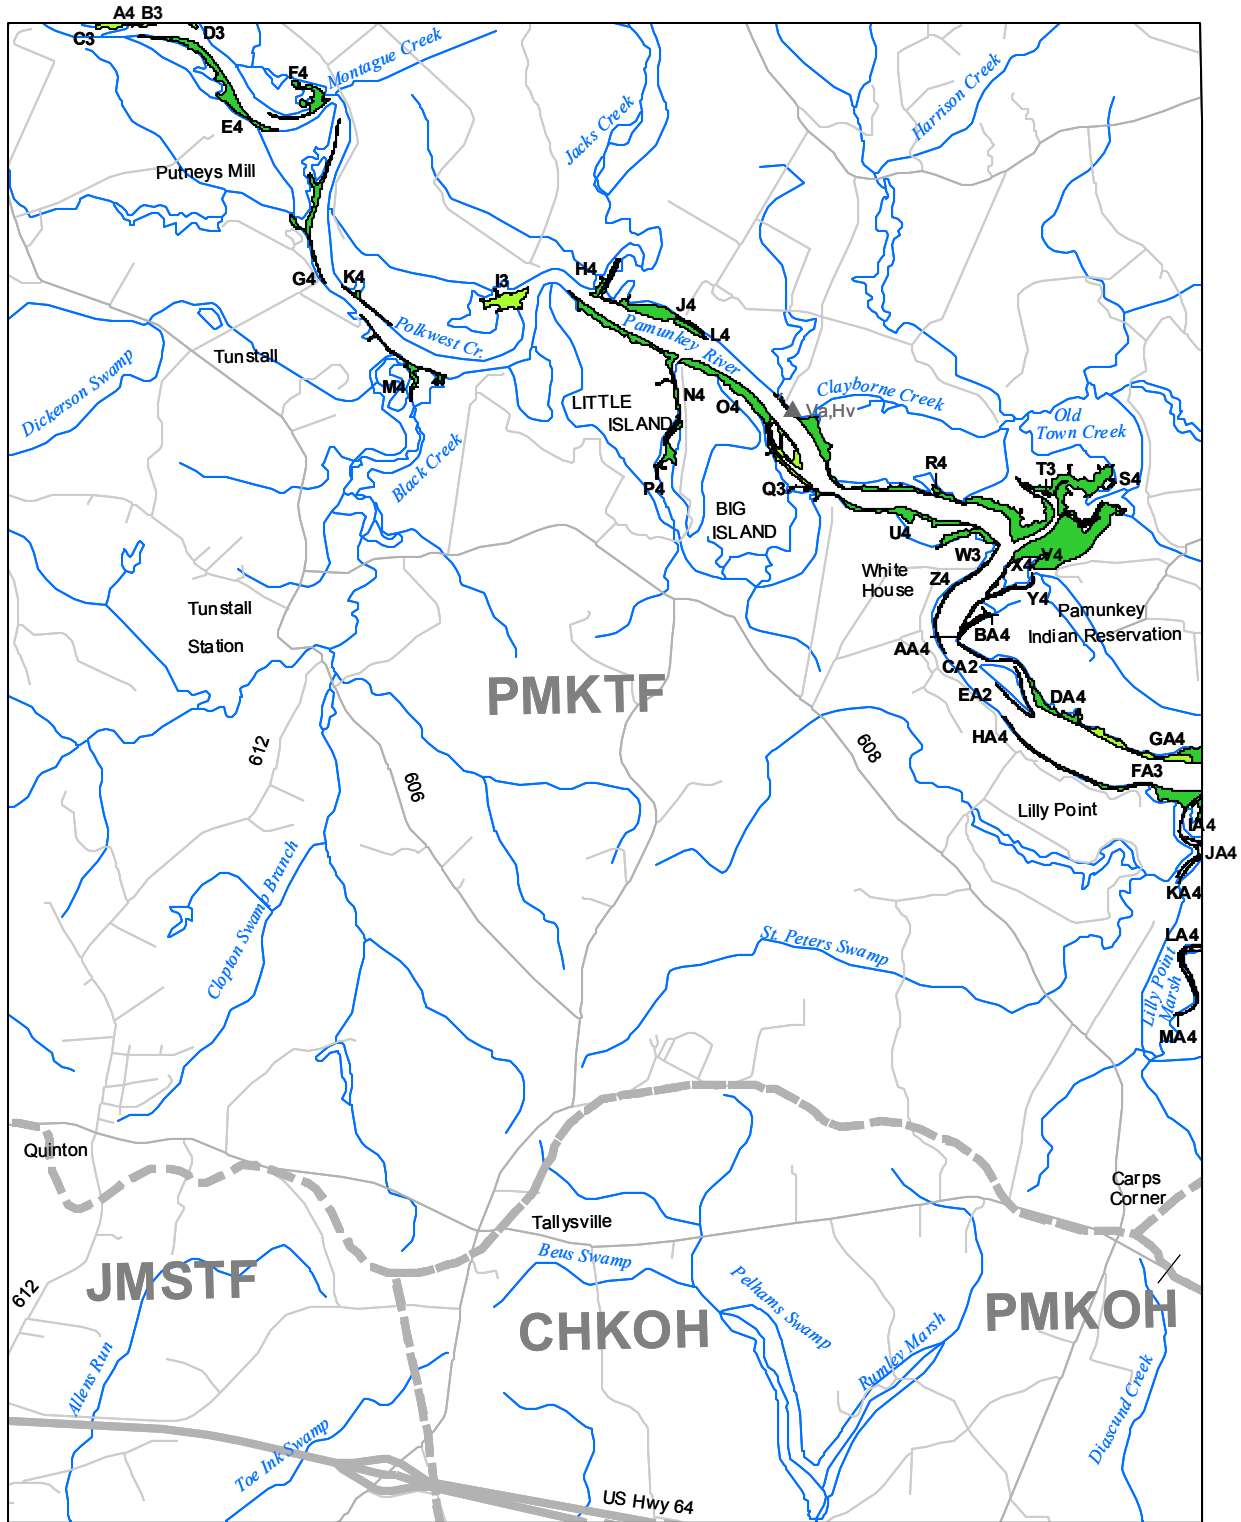 A4 B3
C3
D3
F4
Montague Creek
E4
Putneys Mill
Jacks Creek
Harrison Creek
G4
K4
I3
H4
J4
L4
Pamunkey River
Polkwest Cr.
Tunstall
Dickerson Swamp
M4
LITTLE
ISLAND
N4
O4
Va,Hv
Clayborne Creek
Old
Town Creek
Black Creek
P4
Q3
R4
T3
S4
BIG
ISLAND
U4
W3
V4
X4
White
House
Z4
Y4
Tunstall
Station
Pamunkey
Indian Reservation
BA4
AA4
CA2
EA2
DA4
PMKTF
HA4
GA4
FA3
612
606
608
Lilly Point
IA4
JA4
KA4
Clopton Swamp Branch
St. Peters Swamp
LA4
Lilly Point
Marsh
MA4
Quinton
Carps
Corner
Tallysville
Beus Swamp
JMSTF
612
CHKOH
Pelhams Swamp
PMKOH
Rumley Marsh
Allens Run
Diascund Creek
Toe Ink Swamp
US Hwy 64